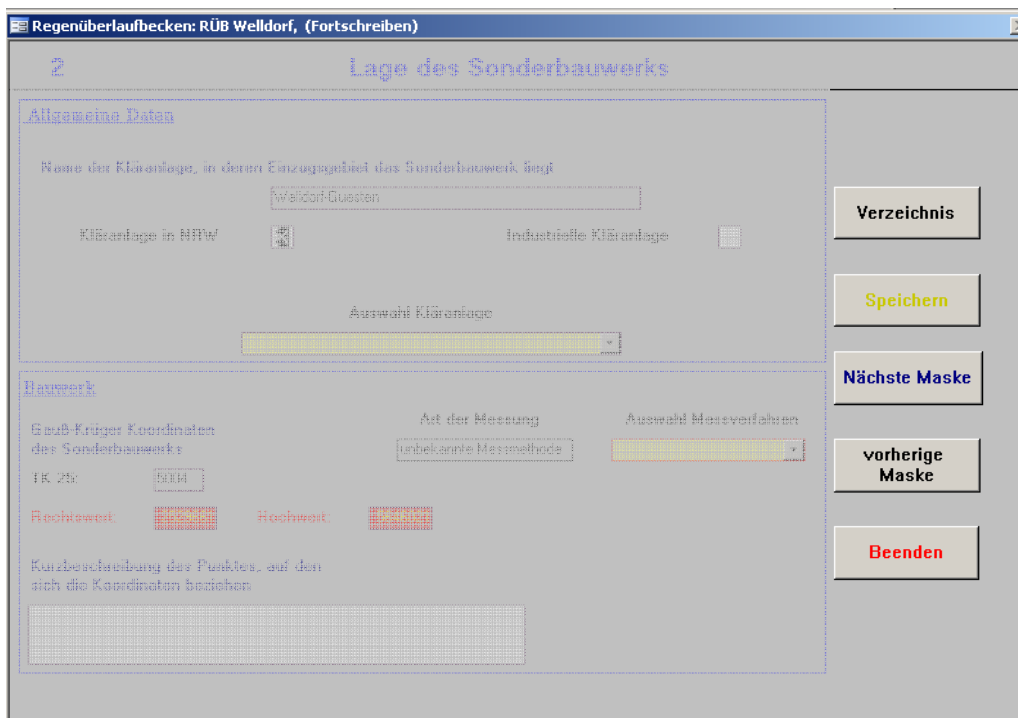 Regenüberlaufbecken: RÜB Welldorf, (Fortschreiben)
2 Lage des Sonderbauwerks
Allgemeine Daten
Name der Kläranlage, in deren Einzugsgebiet das Sonderbauwerk liegt
Welldorf-Guesten
Kläranlage in NRW
Industrielle Kläranlage
Auswahl Kläranlage
Bauwerk
Gauß-Krüger Koordinaten
des Sonderbauwerks
Art der Messung
Auswahl Messverfahren
unbekannte Messmethode
TK 25: 5004
Rechtswert:
Hochwert:
Kurzbeschreibung des Punktes, auf den
sich die Koordinaten beziehen
Verzeichnis
Speichern
Nächste Maske
vorherige
Maske
Beenden